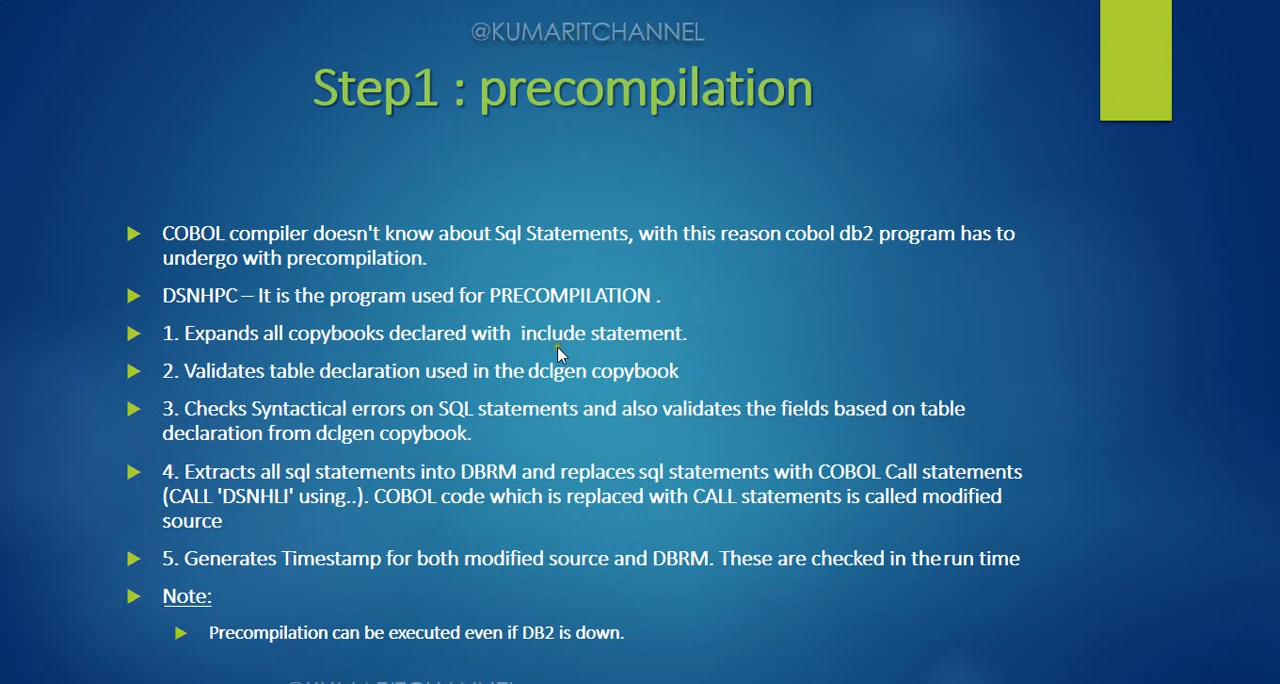 @KUMARITCHANNEL
Step1 : precompilation
COBOL compiler doesn't know about Sql Statements, with this reason cobol db2 program has to
undergo with precompilation.
DSNHPC – It is the program used for PRECOMPILATION .
1. Expands all copybooks declared with include statement.
2. Validates table declaration used in the dclgen copybook
3. Checks Syntactical errors on SQL statements and also validates the fields based on table
declaration from dclgen copybook.
4. Extracts all sql statements into DBRM and replaces sql statements with COBOL Call statements
(CALL 'DSNHLI' using..). COBOL code which is replaced with CALL statements is called modified
source
5. Generates Timestamp for both modified source and DBRM. These are checked in the run time
Note:
Precompilation can be executed even if DB2 is down.
@KUMARITCHANNEL